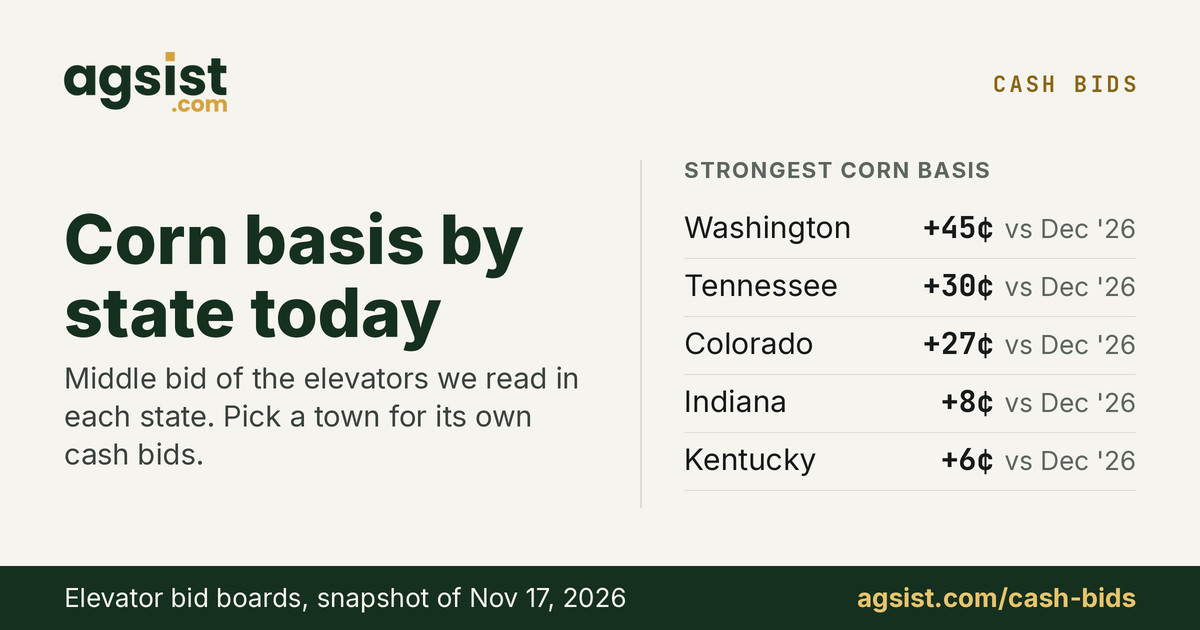 agsist
.com
CASH BIDS
Corn basis by
state today
Middle bid of the elevators we read in
each state. Pick a town for its own
cash bids.
STRONGEST CORN BASIS
Washington +45¢ vs Dec '26
Tennessee +30¢ vs Dec '26
Colorado +27¢ vs Dec '26
Indiana +8¢ vs Dec '26
Kentucky +6¢ vs Dec '26
Elevator bid boards, snapshot of Nov 17, 2026
agsist.com/cash-bids